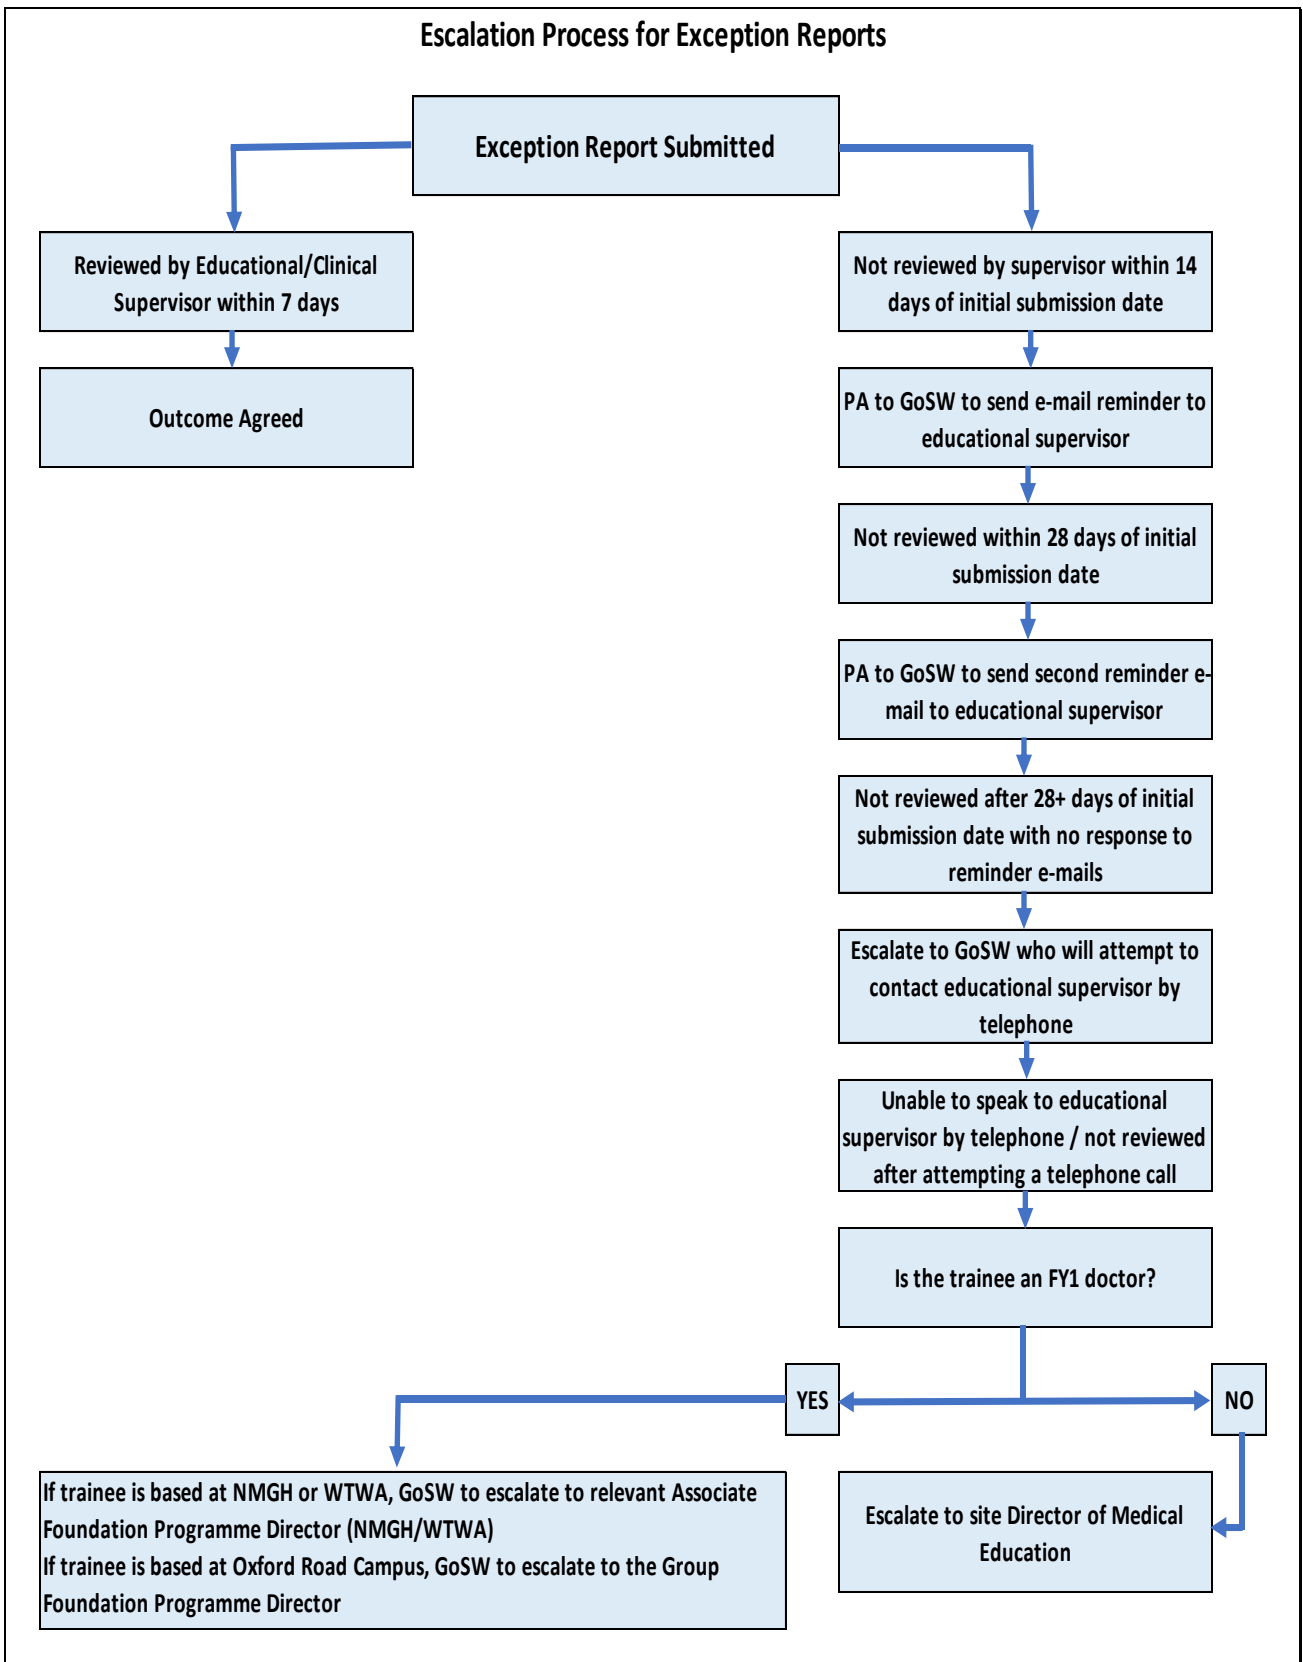 Escalation Process for Exception Reports
Exception Report Submitted
Reviewed by Educational/Clinical
Supervisor within 7 days
Outcome Agreed
Not reviewed by supervisor within 14
days of initial submission date
PA to GoSW to send e-mail reminder to
educational supervisor
Not reviewed within 28 days of initial
submission date
PA to GoSW to send second reminder e-
mail to educational supervisor
Not reviewed after 28+ days of initial
submission date with no response to
reminder e-mails
Escalate to GoSW who will attempt to
contact educational supervisor by
telephone
Unable to speak to educational
supervisor by telephone / not reviewed
after attempting a telephone call
Is the trainee an FY1 doctor?
YES
NO
If trainee is based at NMGH or WTWA, GoSW to escalate to relevant Associate
Foundation Programme Director (NMGH/WTWA)
If trainee is based at Oxford Road Campus, GoSW to escalate to the Group
Foundation Programme Director
Escalate to site Director of Medical
Education